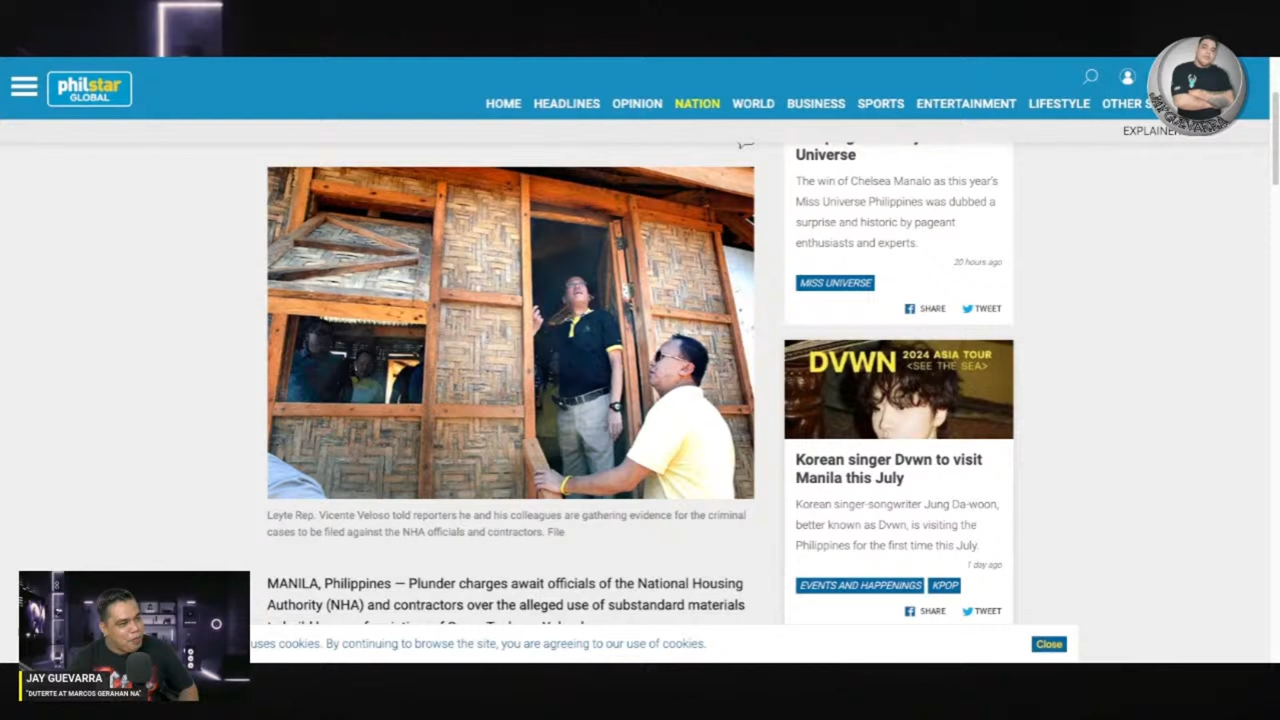 philstar
GLOBAL
HOME HEADLINES OPINION NATION WORLD BUSINESS SPORTS ENTERTAINMENT LIFESTYLE OTHER
Universe
The win of Chelsea Manalo as this year's
Miss Universe Philippines was dubbed a
surprise and historic by pageant
enthusiasts and experts.
20 hours ago
MISS UNIVERSE
SHARE TWEET
DVWN 2024 ASIA TOUR
<SEE THE SEA>
Korean singer Dvwn to visit
Manila this July
Korean singer-songwriter Jung Da-woon,
better known as Dvwn, is visiting the
Philippines for the first time this July.
1 day ago
EVENTS AND HAPPENINGS KPOP
SHARE TWEET
Leyte Rep. Vicente Veloso told reporters he and his colleagues are gathering evidence for the criminal
cases to be filed against the NHA officials and contractors. File
MANILA, Philippines — Plunder charges await officials of the National Housing
Authority (NHA) and contractors over the alleged use of substandard materials
uses cookies. By continuing to browse the site, you are agreeing to our use of cookies.
Close
JAY GUEVARRA
"DUTERTE AT MARCOS GERAHAN NA"